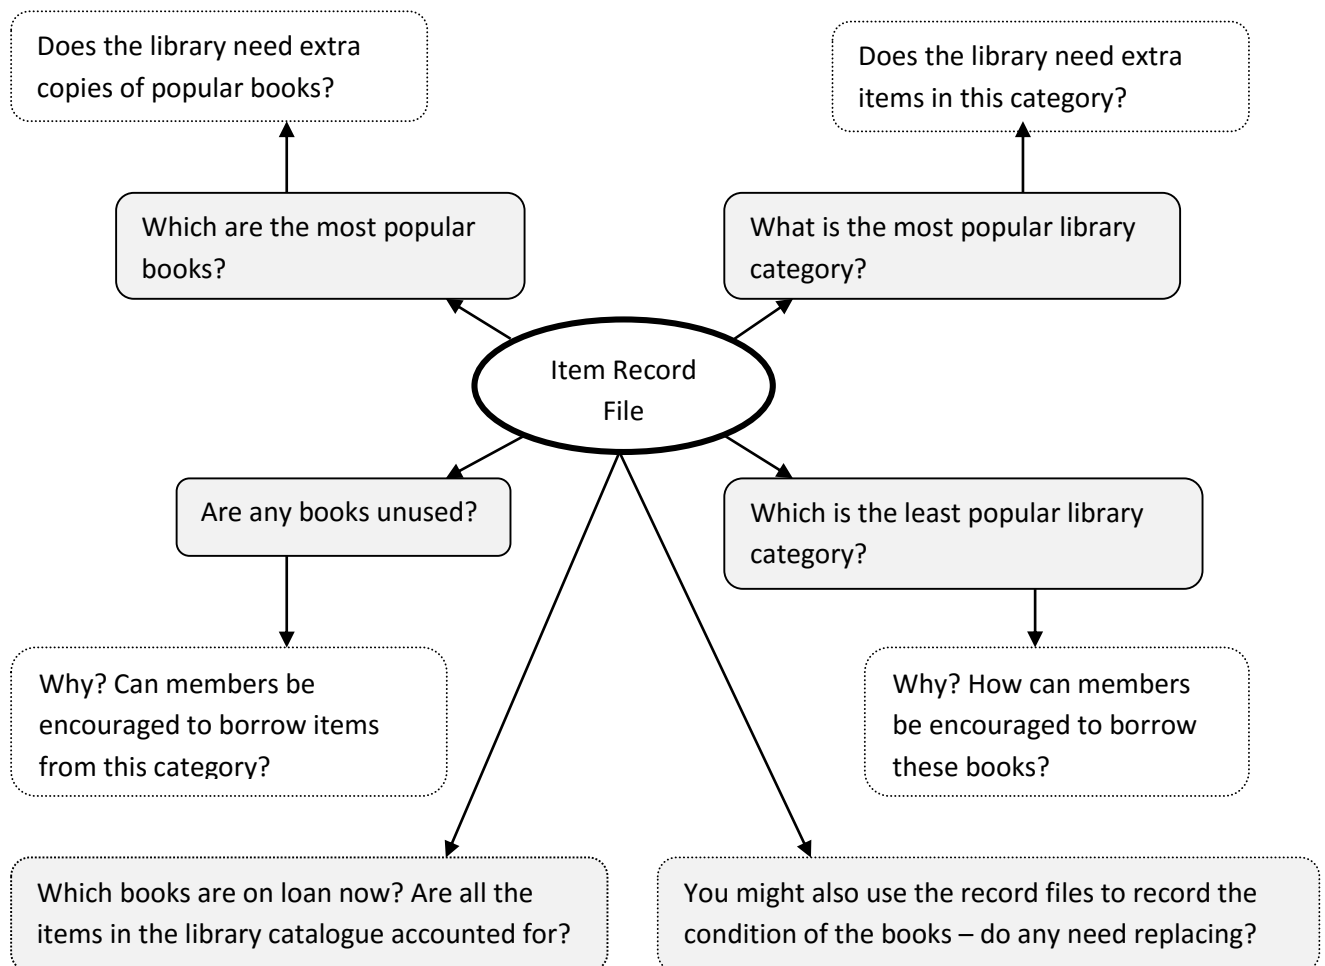 Does the library need extra
copies of popular books?
Does the library need extra
items in this category?
Which are the most popular
books?
What is the most popular library
category?
Item Record
File
Are any books unused?
Which is the least popular library
category?
Why? Can members be
encouraged to borrow items
from this category?
Why? How can members
be encouraged to borrow
these books?
Which books are on loan now? Are all the
items in the library catalogue accounted for?
You might also use the record files to record the
condition of the books – do any need replacing?